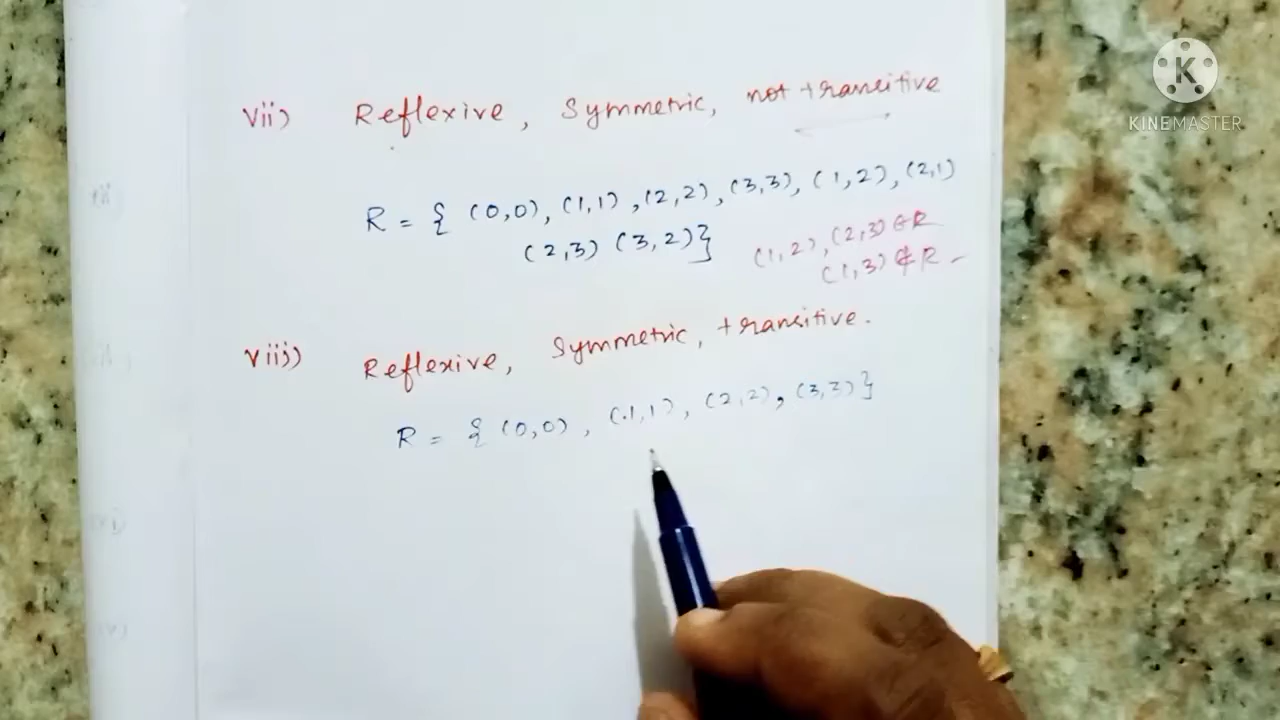 vii) Reflexive, Symmetric, not transitive
R = { (0,0), (1,1), (2,2), (3,3), (1,2), (2,1)
(2,3) (3,2)}
(1,2), (2,3) ∈ R
(1,3) ∉ R
viii) Reflexive, Symmetric, transitive.
R = { (0,0), (1,1), (2,2), (3,3)}
K
KINEMASTER